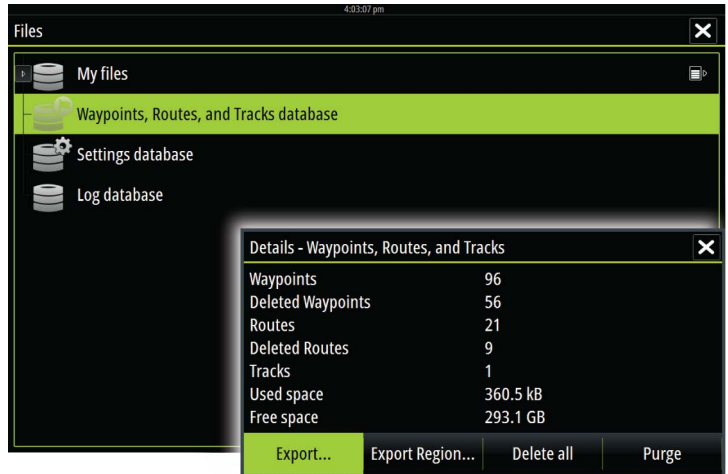 4:03:07 pm
Files
My files
Waypoints, Routes, and Tracks database
Settings database
Log database
Details - Waypoints, Routes, and Tracks
Waypoints 96
Deleted Waypoints 56
Routes 21
Deleted Routes 9
Tracks 1
Used space 360.5 kB
Free space 293.1 GB
Export... Export Region... Delete all Purge